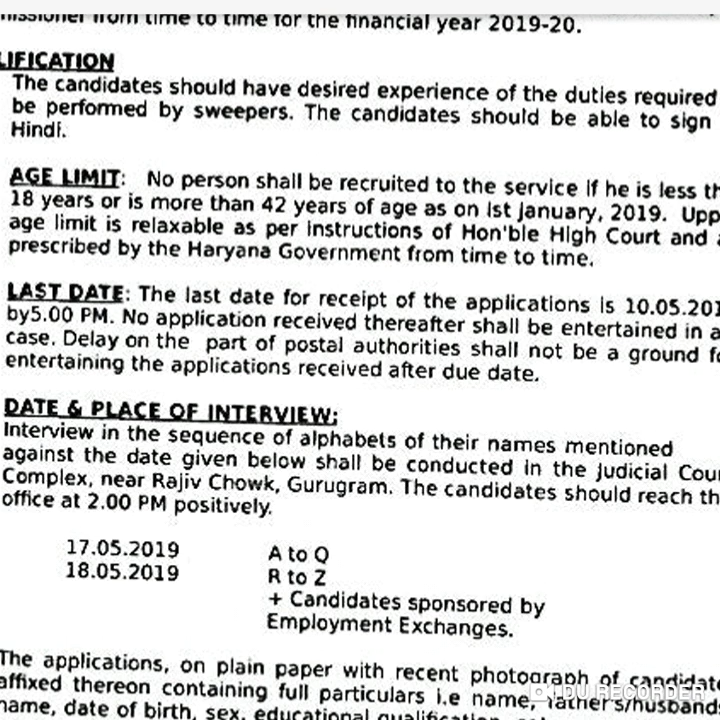 from time to time for the financial year 2019-20.
LIFICATION
The candidates should have desired experience of the duties required
be performed by sweepers. The candidates should be able to sign
Hindi.
AGE LIMIT: No person shall be recruited to the service if he is less th
18 years or is more than 42 years of age as on Ist January, 2019. Upp
age limit is relaxable as per instructions of Hon'ble High Court and a
prescribed by the Haryana Government from time to time.
LAST DATE: The last date for receipt of the applications is 10.05.201
by5.00 PM. No application received thereafter shall be entertained in a
case. Delay on the part of postal authorities shall not be a ground fo
entertaining the applications received after due date.
DATE & PLACE OF INTERVIEW:
Interview in the sequence of alphabets of their names mentioned
against the date given below shall be conducted in the Judicial Cour
Complex, near Rajiv Chowk, Gurugram. The candidates should reach th
office at 2.00 PM positively.
17.05.2019 A to Q
18.05.2019 R to Z
+ Candidates sponsored by
Employment Exchanges.
The applications, on plain paper with recent photograph of candidate
affixed thereon containing full particulars i.e name, father's/husband
name, date of birth, sex, educational qualification,
DU RECORDER